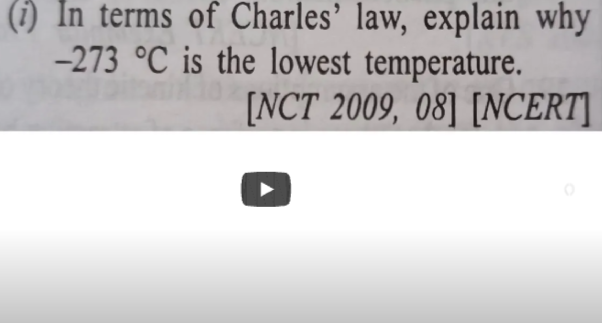 (i) In terms of Charles' law, explain why
–273 °C is the lowest temperature.
[NCT 2009, 08] [NCERT]